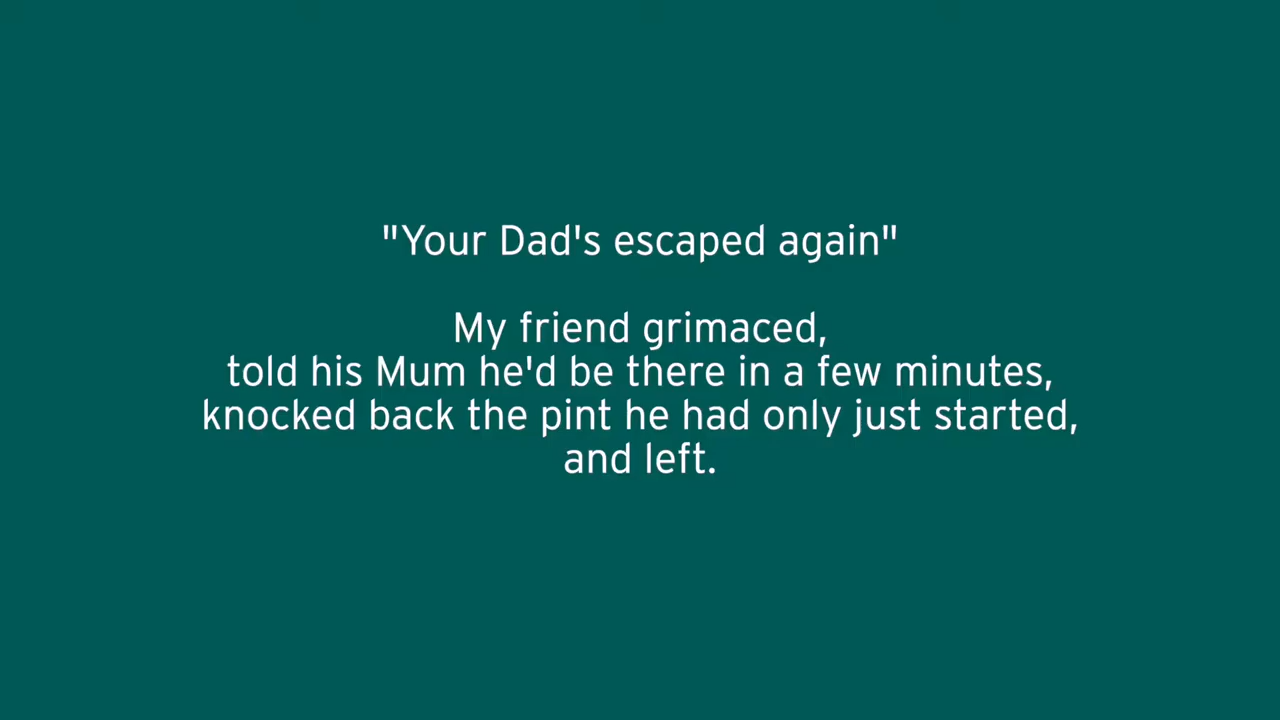 "Your Dad's escaped again"
My friend grimaced,
told his Mum he'd be there in a few minutes,
knocked back the pint he had only just started,
and left.